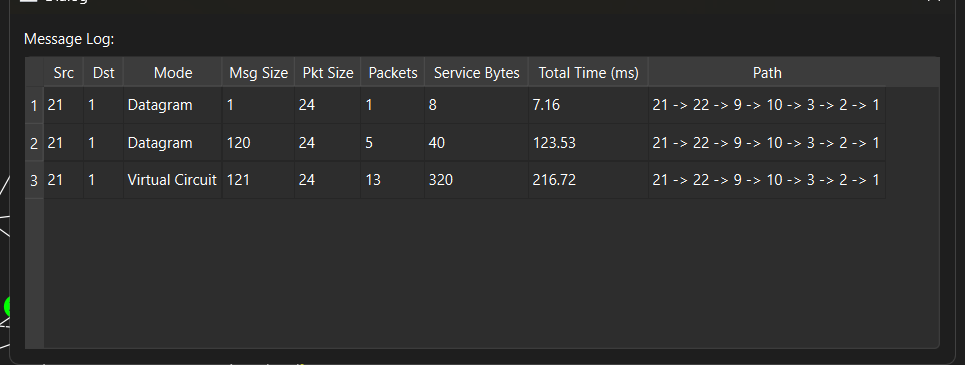 Dialog
Message Log:
Src Dst Mode Msg Size Pkt Size Packets Service Bytes Total Time (ms) Path
1 21 1 Datagram 1 24 1 8 7.16 21 -> 22 -> 9 -> 10 -> 3 -> 2 -> 1
2 21 1 Datagram 120 24 5 40 123.53 21 -> 22 -> 9 -> 10 -> 3 -> 2 -> 1
3 21 1 Virtual Circuit 121 24 13 320 216.72 21 -> 22 -> 9 -> 10 -> 3 -> 2 -> 1